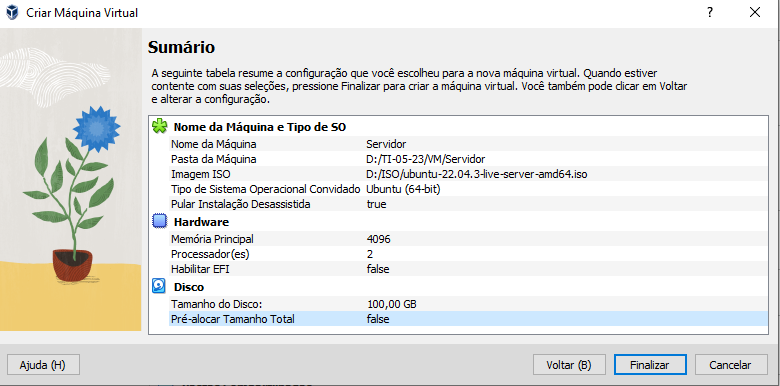 Criar Máquina Virtual
Sumário
A seguinte tabela resume a configuração que você escolheu para a nova máquina virtual. Quando estiver
contente com suas seleções, pressione Finalizar para criar a máquina virtual. Você também pode clicar em Voltar
e alterar a configuração.
Nome da Máquina e Tipo de SO
Nome da Máquina Servidor
Pasta da Máquina D:/TI-05-23/VM/Servidor
Imagem ISO D:/ISO/ubuntu-22.04.3-live-server-amd64.iso
Tipo de Sistema Operacional Convidado Ubuntu (64-bit)
Pular Instalação Desassistida true
Hardware
Memória Principal 4096
Processador(es) 2
Habilitar EFI false
Disco
Tamanho do Disco: 100,00 GB
Pré-alocar Tamanho Total false
Ajuda (H) Voltar (B) Finalizar Cancelar